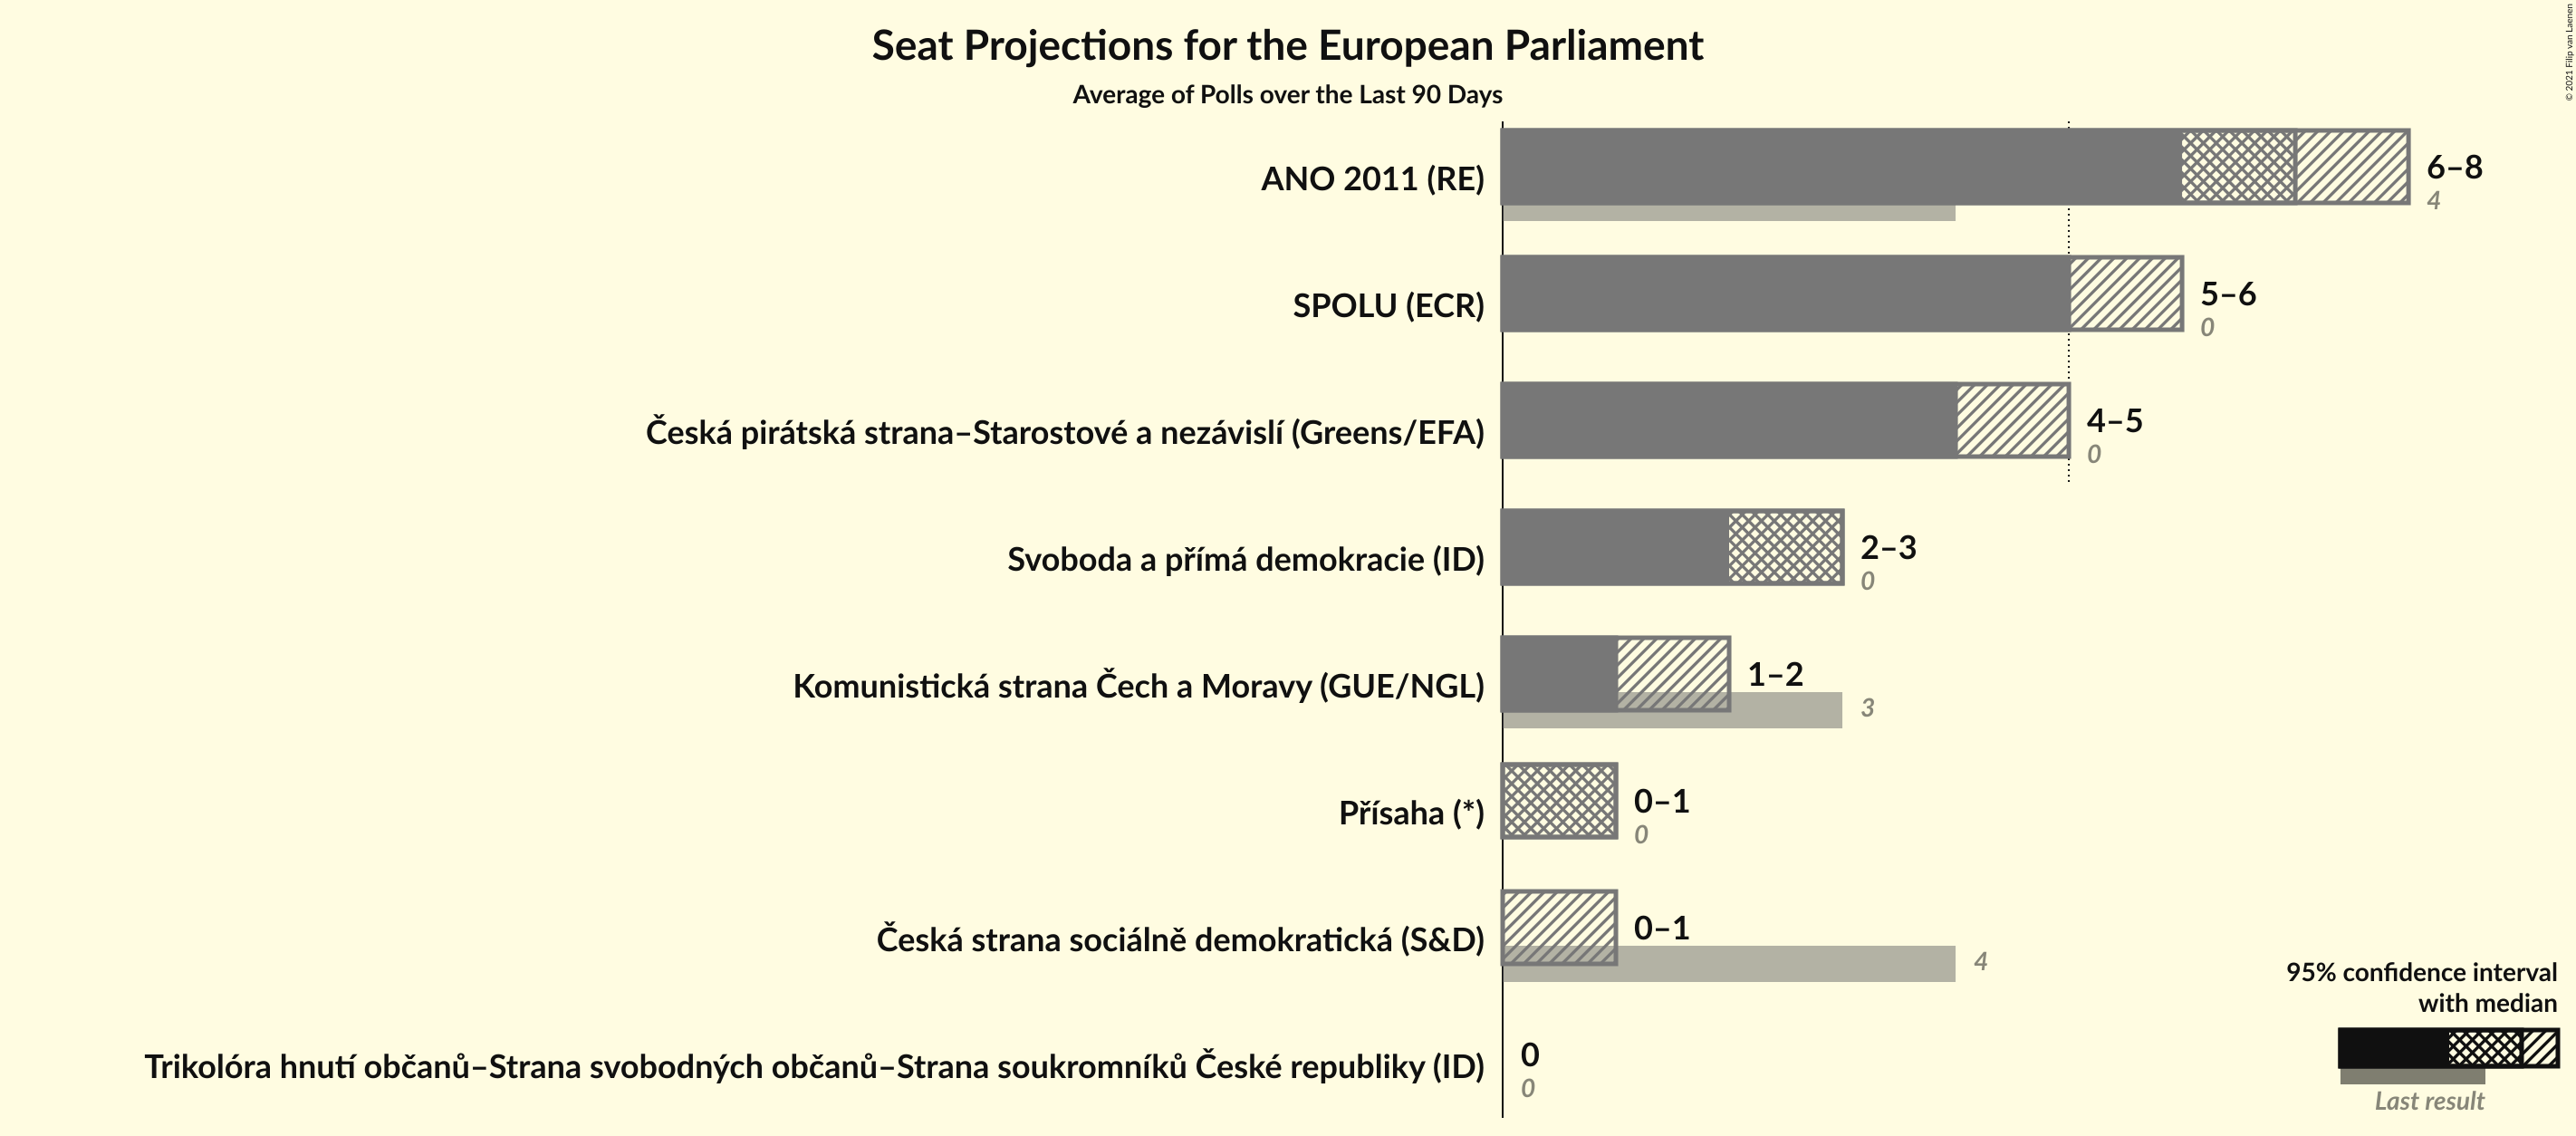 Seat Projections for the European Parliament
Average of Polls over the Last 90 Days
© 2021 Filip van Laenen
ANO 2011 (RE)
6–8
4
SPOLU (ECR)
5–6
0
Česká pirátská strana–Starostové a nezávislí (Greens/EFA)
4–5
0
Svoboda a přímá demokracie (ID)
2–3
0
Komunistická strana Čech a Moravy (GUE/NGL)
1–2
3
Přísaha (*)
0–1
0
Česká strana sociálně demokratická (S&D)
0–1
4
Trikolóra hnutí občanů–Strana svobodných občanů–Strana soukromníků České republiky (ID)
0
0
95% confidence interval
with median
Last result